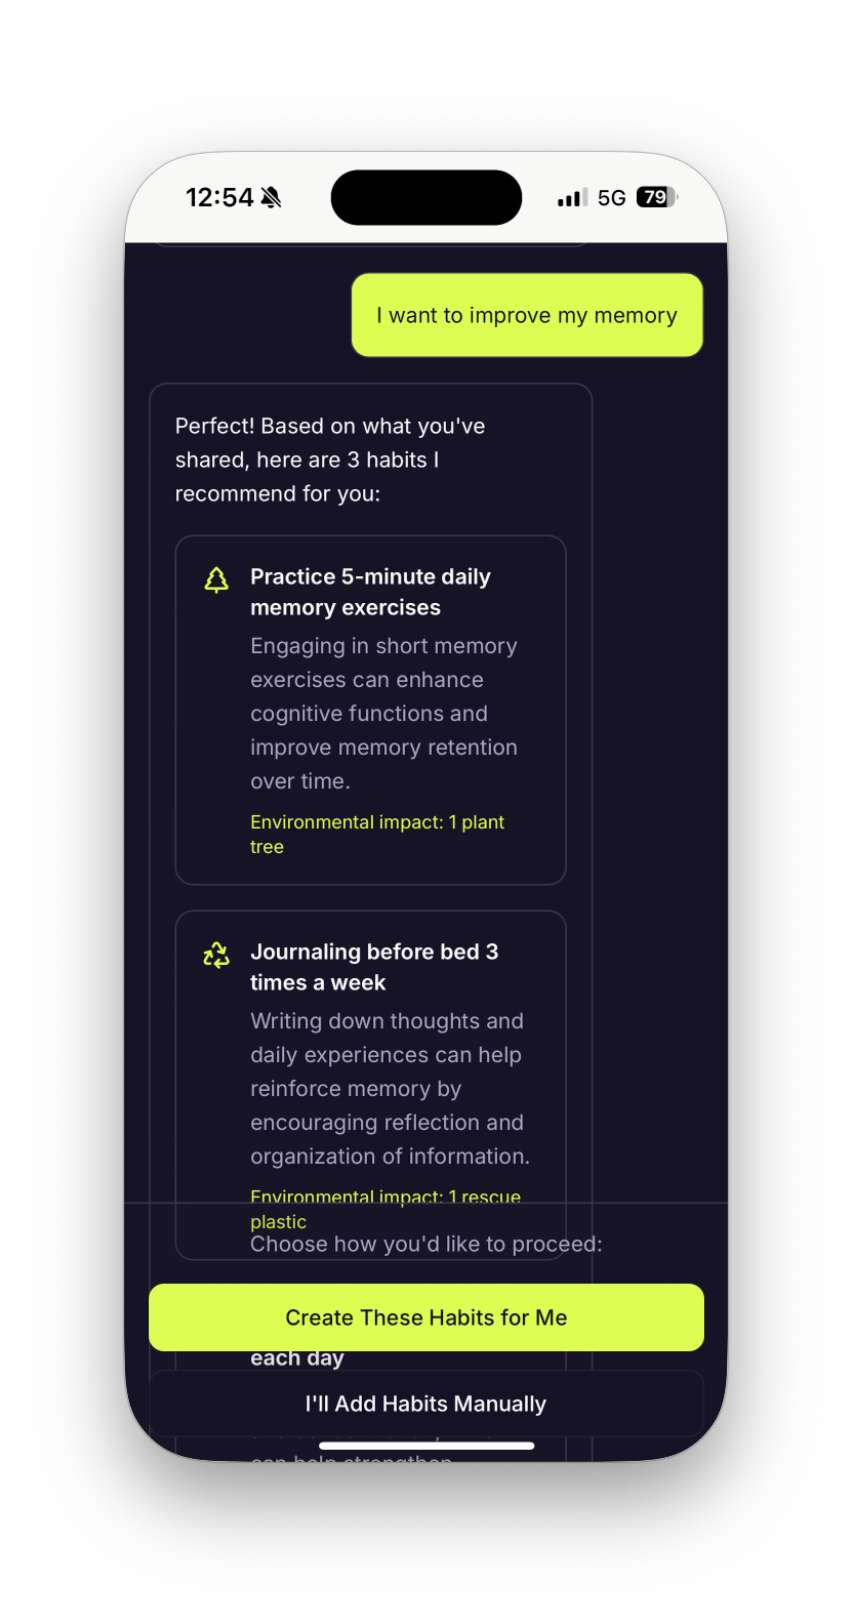 12:54
5G
79
I want to improve my memory
Perfect! Based on what you've
shared, here are 3 habits I
recommend for you:
Practice 5-minute daily
memory exercises
Engaging in short memory
exercises can enhance
cognitive functions and
improve memory retention
over time.
Environmental impact: 1 plant
tree
Journaling before bed 3
times a week
Writing down thoughts and
daily experiences can help
reinforce memory by
encouraging reflection and
organization of information.
Environmental impact: 1 rescue
plastic
Choose how you'd like to proceed:
Create These Habits for Me
each day
I'll Add Habits Manually
can help strengthen